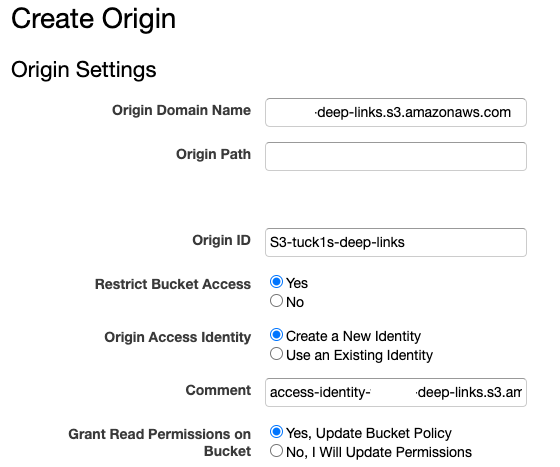 Create Origin
Origin Settings
Origin Domain Name
-deep-links.s3.amazonaws.com
Origin Path
Origin ID
S3-tuck1s-deep-links
Restrict Bucket Access
Yes
No
Origin Access Identity
Create a New Identity
Use an Existing Identity
Comment
access-identity- -deep-links.s3.am
Grant Read Permissions on
Bucket
Yes, Update Bucket Policy
No, I Will Update Permissions